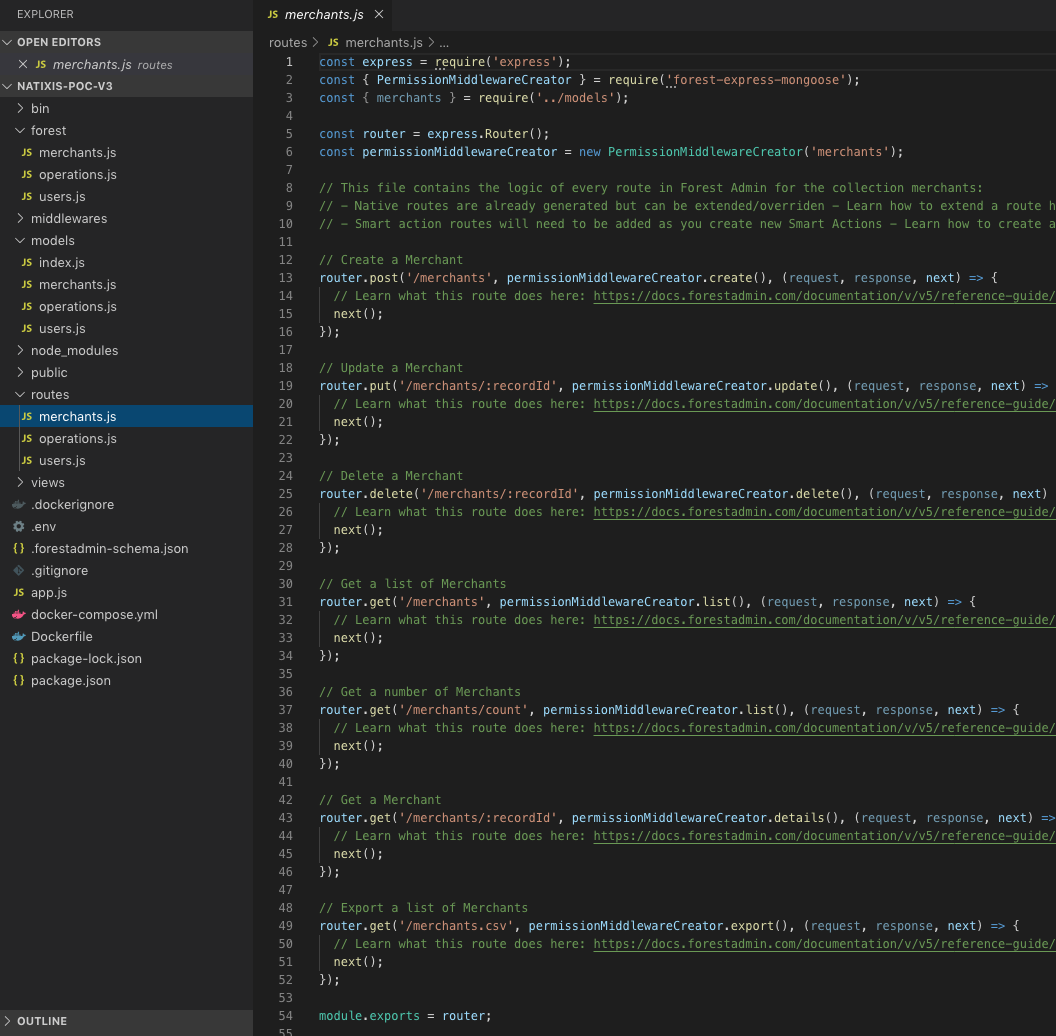 EXPLORER
OPEN EDITORS
JS merchants.js routes
NATIXIS-POC-V3
bin
forest
JS merchants.js
JS operations.js
JS users.js
middlewares
models
JS index.js
JS merchants.js
JS operations.js
JS users.js
node_modules
public
routes
JS merchants.js
JS operations.js
JS users.js
views
.dockerignore
.env
{} .forestadmin-schema.json
.gitignore
JS app.js
docker-compose.yml
Dockerfile
{} package-lock.json
{} package.json
OUTLINE
JS merchants.js ×
routes > JS merchants.js > ...
1 const express = require('express');
2 const { PermissionMiddlewareCreator } = require('forest-express-mongoose');
3 const { merchants } = require('../models');
4
5 const router = express.Router();
6 const permissionMiddlewareCreator = new PermissionMiddlewareCreator('merchants');
7
8 // This file contains the logic of every route in Forest Admin for the collection merchants:
9 // - Native routes are already generated but can be extended/overriden - Learn how to extend a route h
10 // - Smart action routes will need to be added as you create new Smart Actions - Learn how to create a
11
12 // Create a Merchant
13 router.post('/merchants', permissionMiddlewareCreator.create(), (request, response, next) => {
14 // Learn what this route does here: https://docs.forestadmin.com/documentation/v/v5/reference-guide/
15 next();
16 });
17
18 // Update a Merchant
19 router.put('/merchants/:recordId', permissionMiddlewareCreator.update(), (request, response, next) =>
20 // Learn what this route does here: https://docs.forestadmin.com/documentation/v/v5/reference-guide/
21 next();
22 });
23
24 // Delete a Merchant
25 router.delete('/merchants/:recordId', permissionMiddlewareCreator.delete(), (request, response, next)
26 // Learn what this route does here: https://docs.forestadmin.com/documentation/v/v5/reference-guide/
27 next();
28 });
29
30 // Get a list of Merchants
31 router.get('/merchants', permissionMiddlewareCreator.list(), (request, response, next) => {
32 // Learn what this route does here: https://docs.forestadmin.com/documentation/v/v5/reference-guide/
33 next();
34 });
35
36 // Get a number of Merchants
37 router.get('/merchants/count', permissionMiddlewareCreator.list(), (request, response, next) => {
38 // Learn what this route does here: https://docs.forestadmin.com/documentation/v/v5/reference-guide/
39 next();
40 });
41
42 // Get a Merchant
43 router.get('/merchants/:recordId', permissionMiddlewareCreator.details(), (request, response, next) =>
44 // Learn what this route does here: https://docs.forestadmin.com/documentation/v/v5/reference-guide/
45 next();
46 });
47
48 // Export a list of Merchants
49 router.get('/merchants.csv', permissionMiddlewareCreator.export(), (request, response, next) => {
50 // Learn what this route does here: https://docs.forestadmin.com/documentation/v/v5/reference-guide/
51 next();
52 });
53
54 module.exports = router;
55